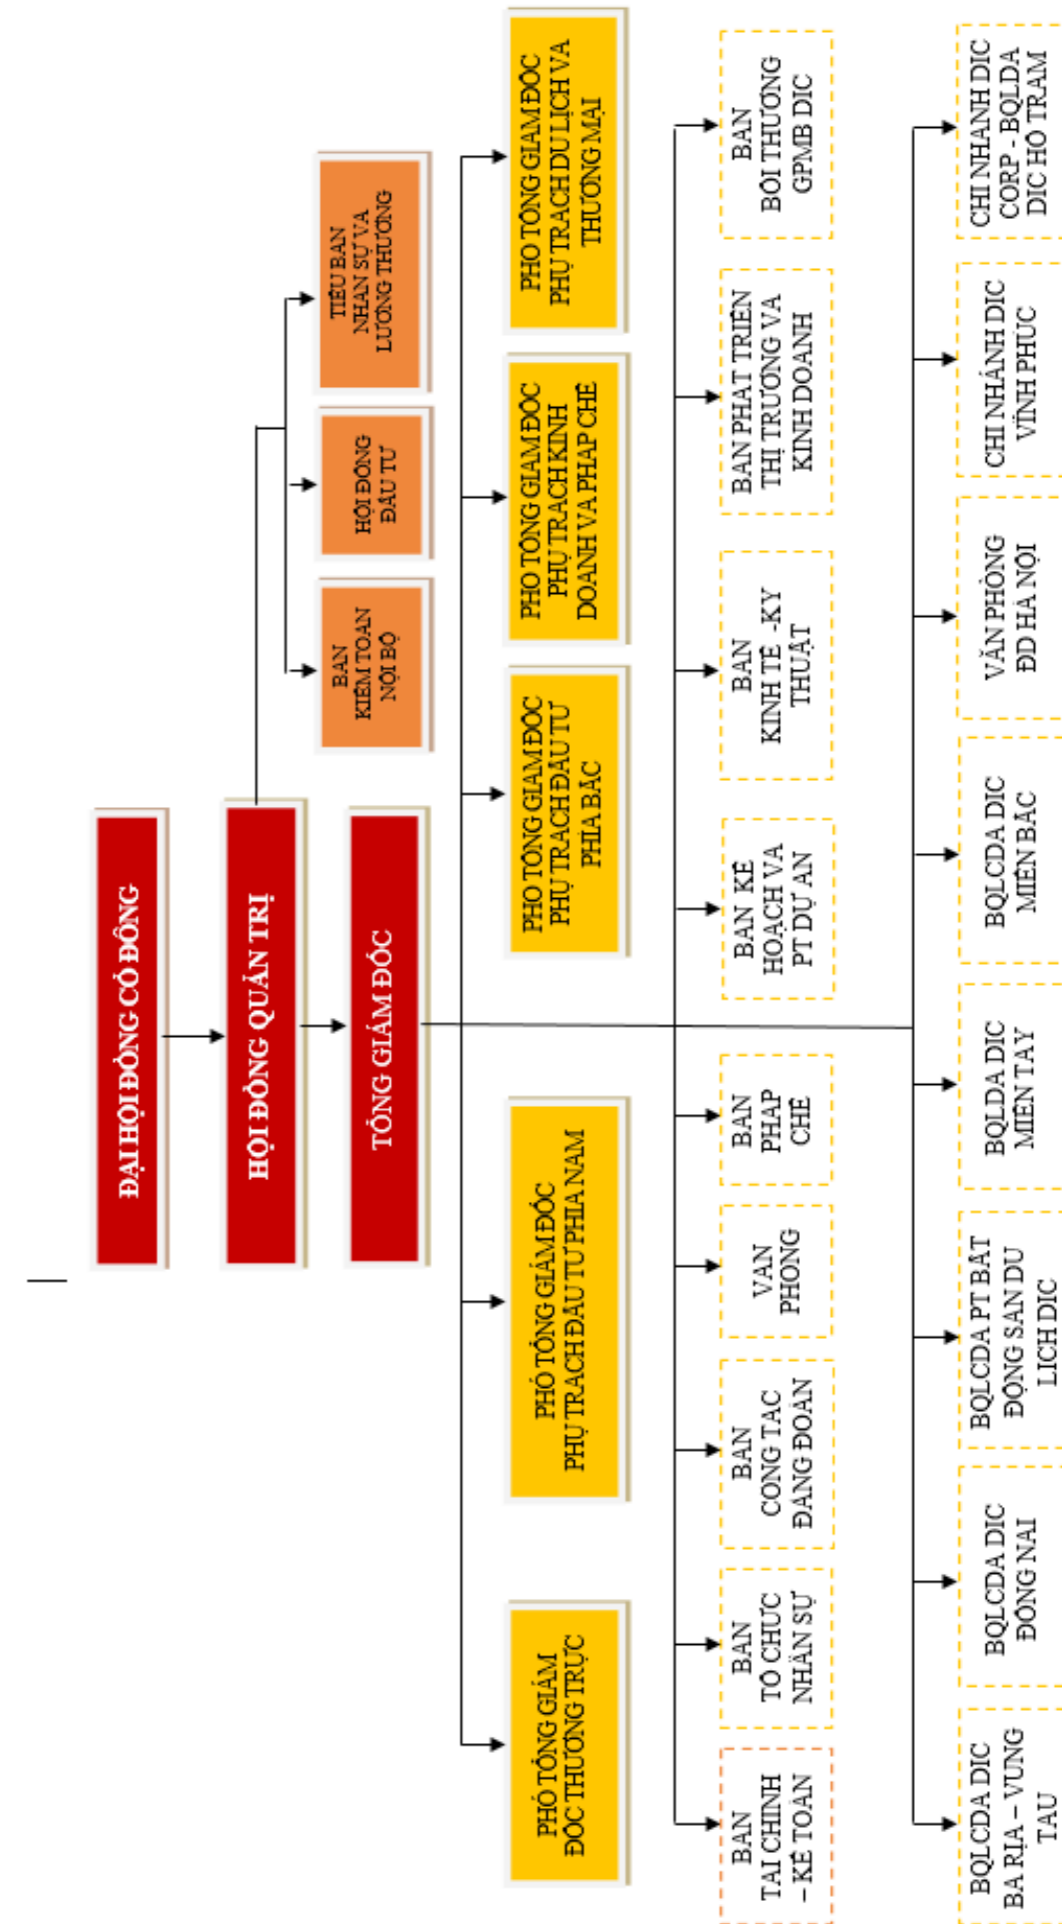 ĐẠI HỘI ĐỒNG CỔ ĐÔNG
HỘI ĐỒNG QUẢN TRỊ
TỔNG GIÁM ĐỐC
BAN
KIỂM TOÁN
NỘI BỘ
HỘI ĐỒNG
ĐẦU TƯ
TIỂU BAN
NHÂN SỰ VÀ
LƯƠNG THƯỞNG
PHÓ TỔNG GIÁM
ĐỐC THƯỜNG TRỰC
PHÓ TỔNG GIÁM ĐỐC
PHỤ TRÁCH ĐẦU TƯ PHÍA NAM
PHÓ TỔNG GIÁM ĐỐC
PHỤ TRÁCH ĐẦU TƯ
PHÍA BẮC
PHÓ TỔNG GIÁM ĐỐC
PHỤ TRÁCH KINH
DOANH VÀ PHÁP CHẾ
PHÓ TỔNG GIÁM ĐỐC
PHỤ TRÁCH DU LỊCH VÀ
THƯƠNG MẠI
BAN
TÀI CHÍNH
– KẾ TOÁN
BAN
TỔ CHỨC
NHÂN SỰ
BAN
CÔNG TÁC
ĐẢNG ĐOÀN
VĂN
PHÒNG
BAN
PHÁP
CHẾ
BAN KẾ
HOẠCH VÀ
PT DỰ ÁN
BAN
KINH TẾ -KỸ
THUẬT
BAN PHÁT TRIỂN
THỊ TRƯỜNG VÀ
KINH DOANH
BAN
BỒI THƯỜNG
GPMB DIC
BQLCDA DIC
BÀ RỊA – VŨNG
TÀU
BQLCDA DIC
ĐỒNG NAI
BQLCDA PT BẤT
ĐỘNG SẢN DU
LỊCH DIC
BQLDA DIC
MIỀN TÂY
BQLCDA DIC
MIỀN BẮC
VĂN PHÒNG
ĐD HÀ NỘI
CHI NHÁNH DIC
VĨNH PHÚC
CHI NHÁNH DIC
CORP - BQLDA
DIC HỒ TRÀM